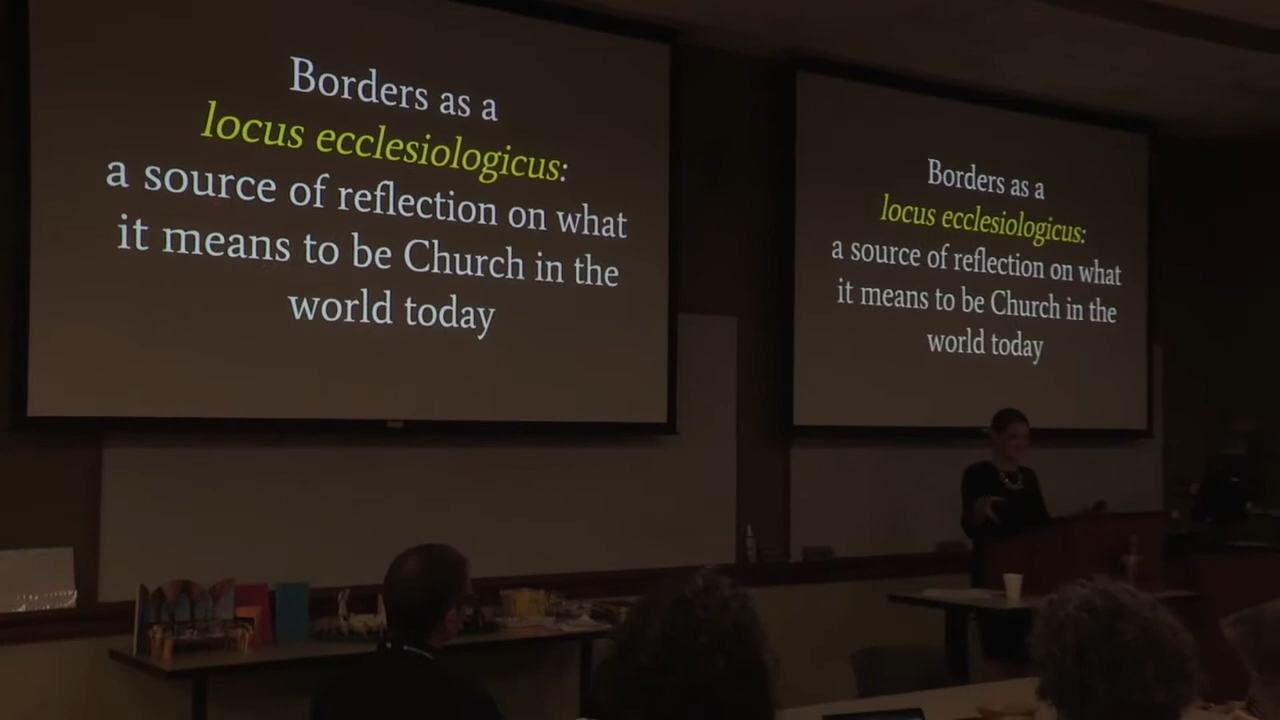 Borders as a
locus ecclesiologicus:
a source of reflection on what
it means to be Church in the
world today
Borders as a
locus ecclesiologicus:
a source of reflection on what
it means to be Church in the
world today